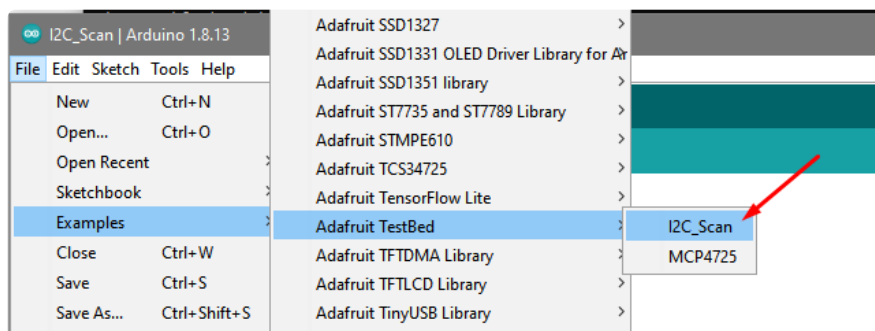 I2C_Scan | Arduino 1.8.13
File Edit Sketch Tools Help
New Ctrl+N
Open... Ctrl+O
Open Recent
Sketchbook
Examples
Close Ctrl+W
Save Ctrl+S
Save As... Ctrl+Shift+S
Adafruit SSD1327
Adafruit SSD1331 OLED Driver Library for Ar
Adafruit SSD1351 library
Adafruit ST7735 and ST7789 Library
Adafruit STMPE610
Adafruit TCS34725
Adafruit TensorFlow Lite
Adafruit TestBed
Adafruit TFTDMA Library
Adafruit TFTLCD Library
Adafruit TinyUSB Library
I2C_Scan
MCP4725